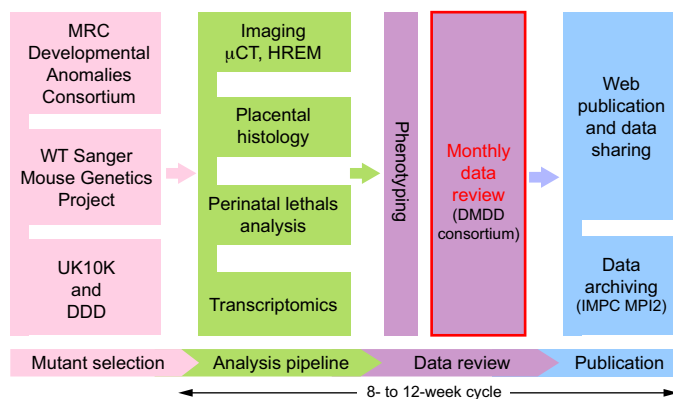 MRC
Developmental
Anomalies
Consortium
WT Sanger
Mouse Genetics
Project
UK10K
and
DDD
Imaging
μCT, HREM
Placental
histology
Perinatal lethals
analysis
Transcriptomics
Phenotyping
Monthly
data
review
(DMDD
consortium)
Web
publication
and data
sharing
Data
archiving
(IMPC MPI2)
Mutant selection
Analysis pipeline
Data review
Publication
8- to 12-week cycle